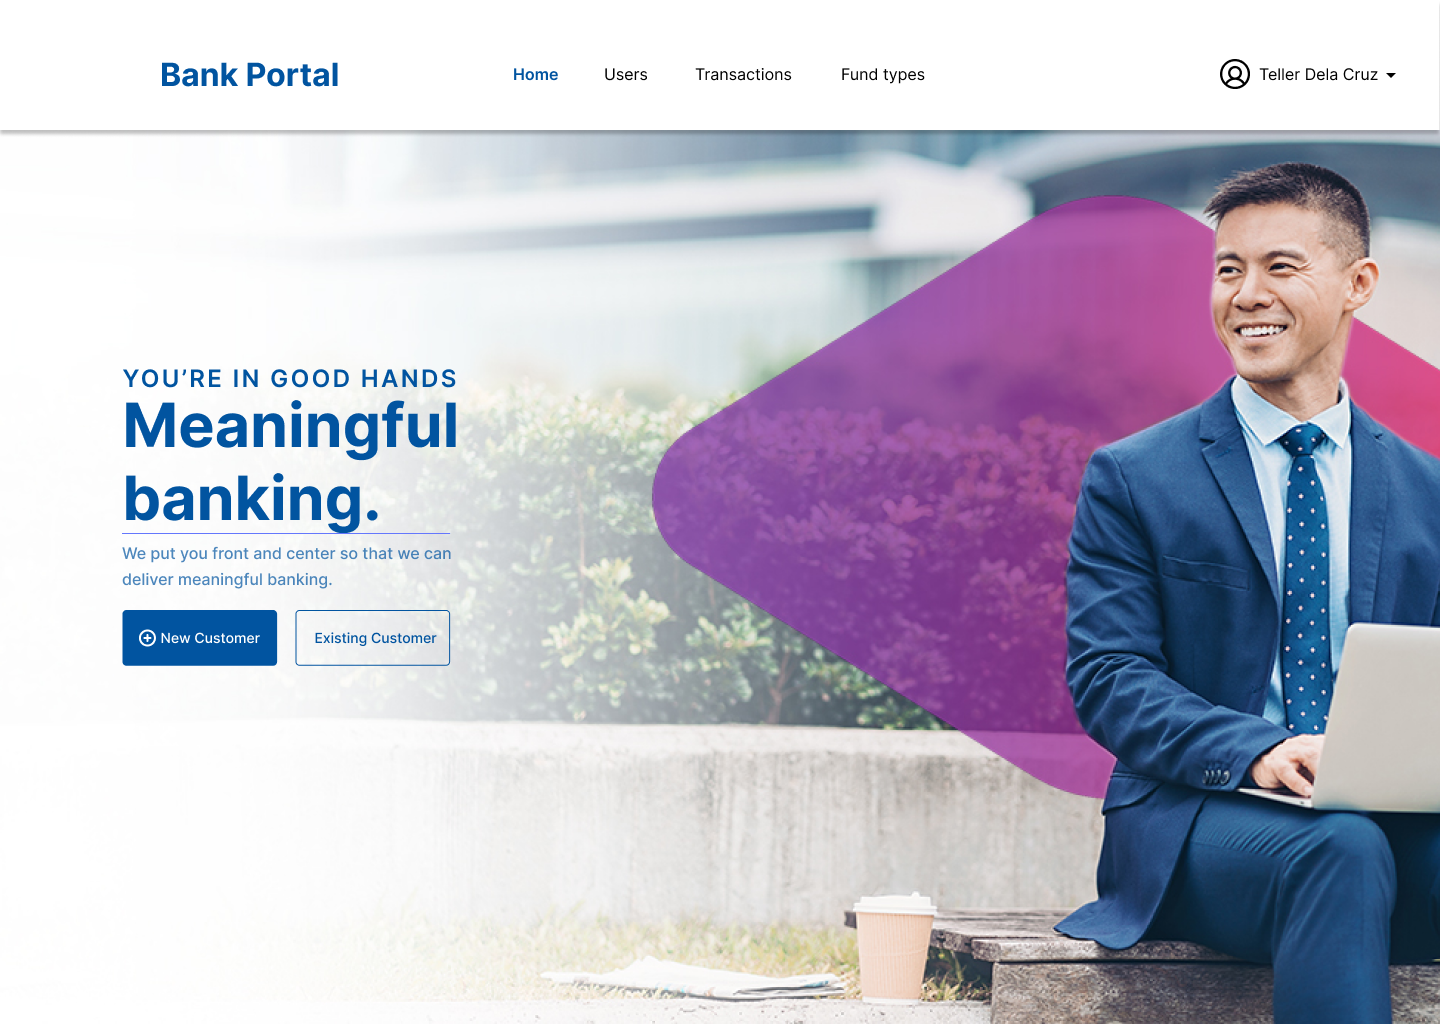 Bank Portal
Home
Users
Transactions
Fund types
Teller Dela Cruz
YOU’RE IN GOOD HANDS
Meaningful
banking.
We put you front and center so that we can
deliver meaningful banking.
New Customer
Existing Customer